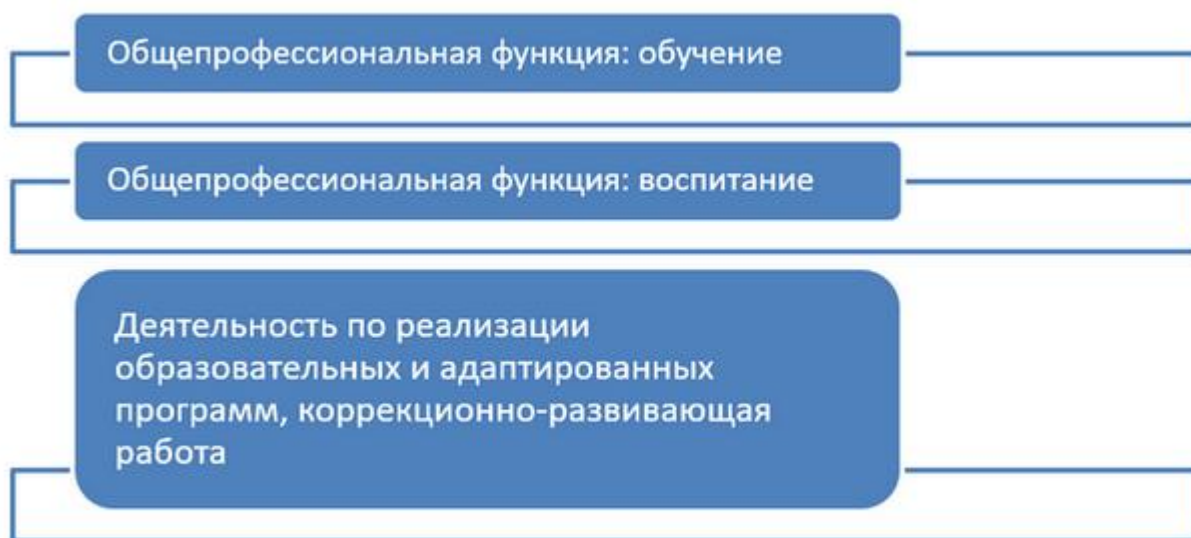 Общепрофессиональная функция: обучение
Общепрофессиональная функция: воспитание
Деятельность по реализации
образовательных и адаптированных
программ, коррекционно-развивающая
работа